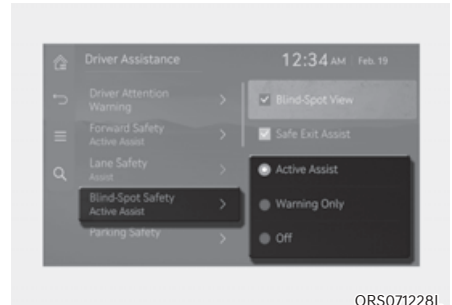 Driver Assistance
12:34 AM Feb. 19
Driver Attention
Warning
Blind-Spot View
Forward Safety
Active Assist
Safe Exit Assist
Lane Safety
Assist
Active Assist
Blind-Spot Safety
Active Assist
Warning Only
Parking Safety
Off
ORS071228L